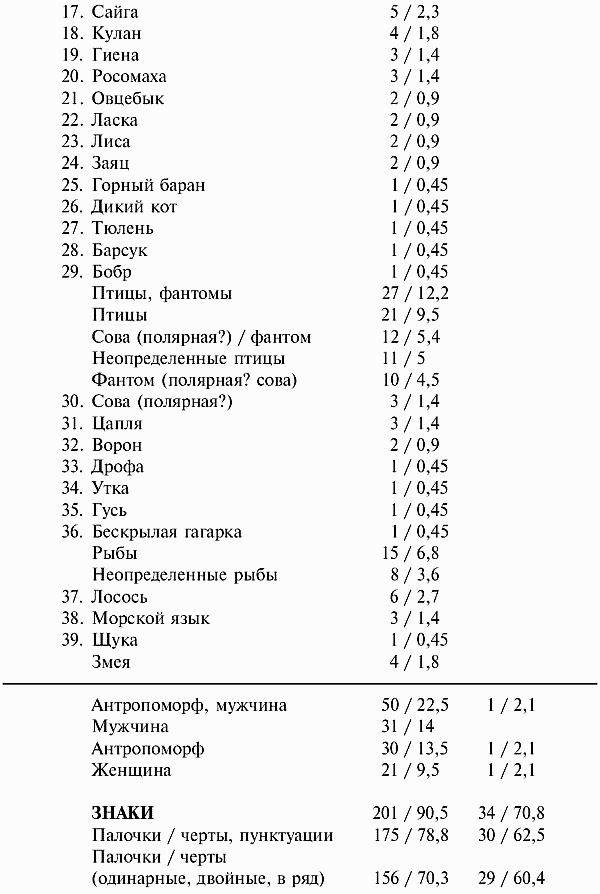 17. Сайга 5 / 2,3
18. Кулан 4 / 1,8
19. Гиена 3 / 1,4
20. Росомаха 3 / 1,4
21. Овцебык 2 / 0,9
22. Ласка 2 / 0,9
23. Лиса 2 / 0,9
24. Заяц 2 / 0,9
25. Горный баран 1 / 0,45
26. Дикий кот 1 / 0,45
27. Тюлень 1 / 0,45
28. Барсук 1 / 0,45
29. Бобр 1 / 0,45
Птицы, фантомы 27 / 12,2
Птицы 21 / 9,5
Сова (полярная?) / фантом 12 / 5,4
Неопределенные птицы 11 / 5
Фантом (полярная? сова) 10 / 4,5
30. Сова (полярная?) 3 / 1,4
31. Цапля 3 / 1,4
32. Ворон 2 / 0,9
33. Дрофа 1 / 0,45
34. Утка 1 / 0,45
35. Гусь 1 / 0,45
36. Бескрылая гагарка 1 / 0,45
Рыбы 15 / 6,8
Неопределенные рыбы 8 / 3,6
37. Лосось 6 / 2,7
38. Морской язык 3 / 1,4
39. Щука 1 / 0,45
Змея 4 / 1,8
Антропоморф, мужчина 50 / 22,5 1 / 2,1
Мужчина 31 / 14
Антропоморф 30 / 13,5 1 / 2,1
Женщина 21 / 9,5 1 / 2,1
ЗНАКИ 201 / 90,5 34 / 70,8
Палочки / черты, пунктуации 175 / 78,8 30 / 62,5
Палочки / черты
(одинарные, двойные, в ряд) 156 / 70,3 29 / 60,4